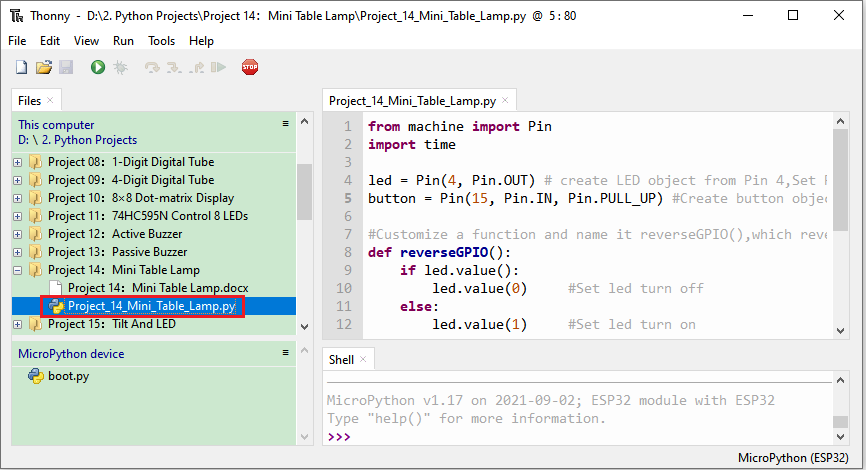 Thonny - D:\2. Python Projects\Project 14：Mini Table Lamp\Project_14_Mini_Table_Lamp.py @ 5:80
File Edit View Run Tools Help
STOP
Files
This computer
D: \ 2. Python Projects
Project 08：1-Digit Digital Tube
Project 09：4-Digit Digital Tube
Project 10：8×8 Dot-matrix Display
Project 11：74HC595N Control 8 LEDs
Project 12：Active Buzzer
Project 13：Passive Buzzer
Project 14：Mini Table Lamp
Project 14：Mini Table Lamp.docx
Project_14_Mini_Table_Lamp.py
Project 15：Tilt And LED
MicroPython device
boot.py
Project_14_Mini_Table_Lamp.py
1 from machine import Pin
2 import time
3
4 led = Pin(4, Pin.OUT) # create LED object from Pin 4,Set
5 button = Pin(15, Pin.IN, Pin.PULL_UP) #Create button objec
6
7 #Customize a function and name it reverseGPIO(),which reve
8 def reverseGPIO():
9 if led.value():
10 led.value(0) #Set led turn off
11 else:
12 led.value(1) #Set led turn on
Shell
MicroPython v1.17 on 2021-09-02; ESP32 module with ESP32
Type "help()" for more information.
>>>
MicroPython (ESP32)